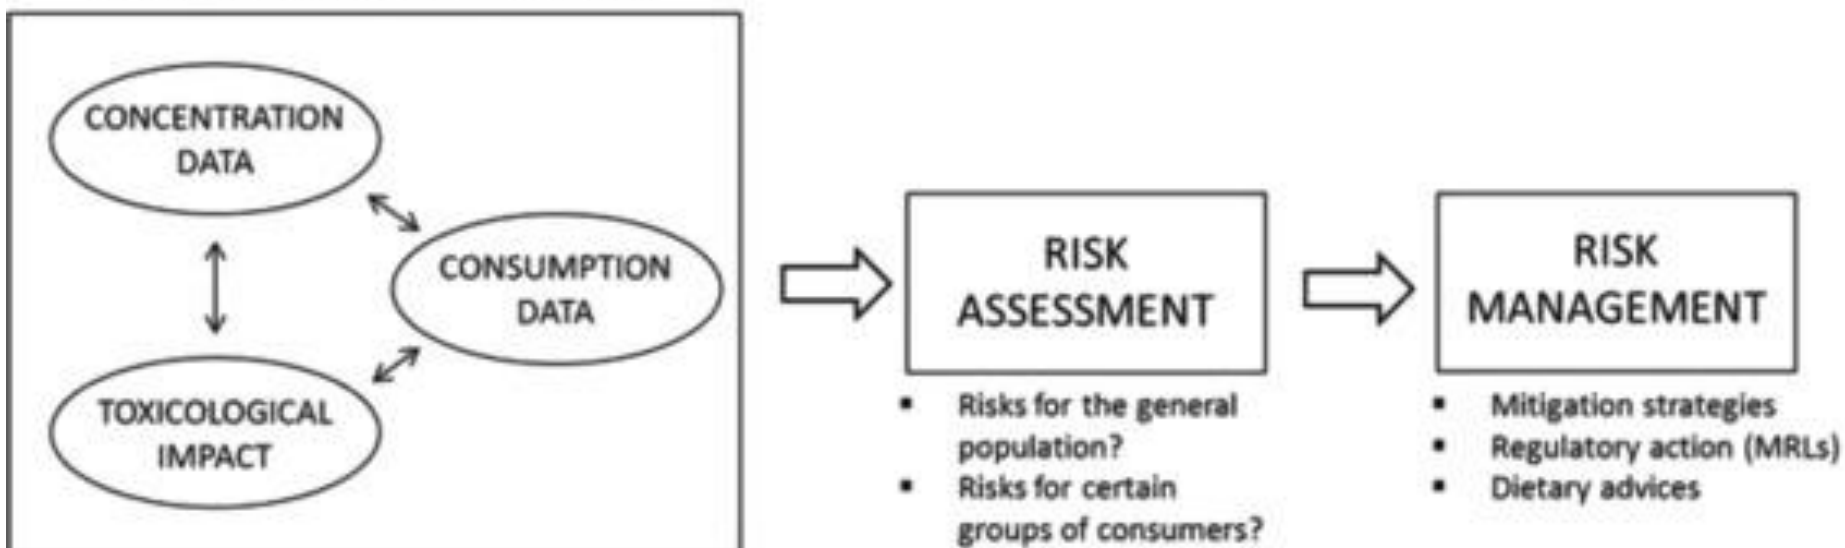 CONCENTRATION
DATA
CONSUMPTION
DATA
TOXICOLOGICAL
IMPACT
RISK
ASSESSMENT
▪ Risks for the general
population?
▪ Risks for certain
groups of consumers?
RISK
MANAGEMENT
▪ Mitigation strategies
▪ Regulatory action (MRLs)
▪ Dietary advices